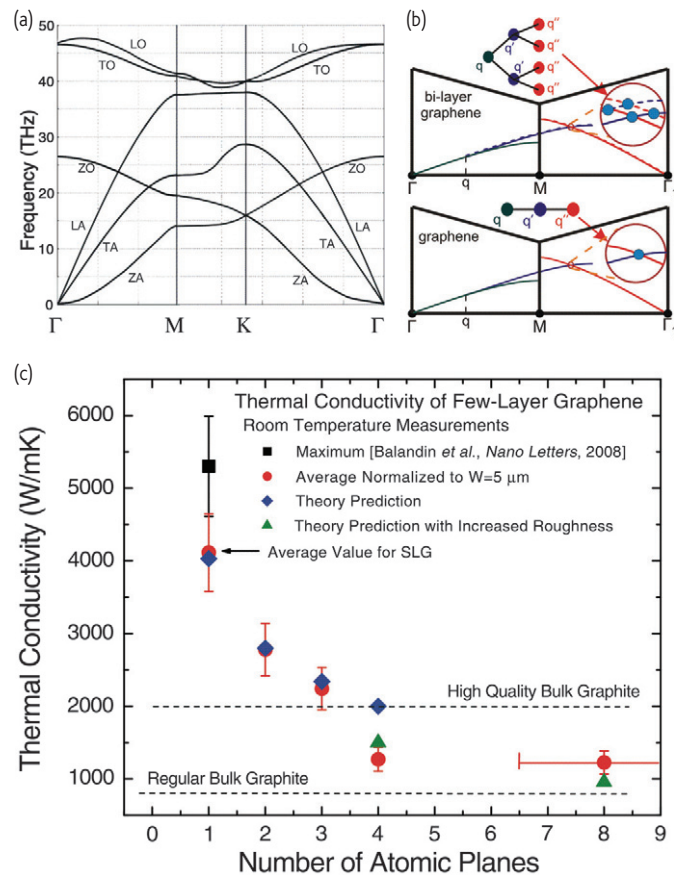 (a)
50
40
30
20
10
0
Frequency (THz)
LO
TO
LO
TO
ZO
ZO
LA
TA
ZA
LA
TA
ZA
Γ
M
K
Γ
(b)
q''
q'
q''
q
q''
q'
q''
bi-layer
graphene
Γ
q
M
q
q'
q''
graphene
Γ
q
M
(c)
Thermal Conductivity of Few-Layer Graphene
Room Temperature Measurements
Maximum [Balandin et al., Nano Letters, 2008]
Average Normalized to W=5 μm
Theory Prediction
Theory Prediction with Increased Roughness
Average Value for SLG
High Quality Bulk Graphite
Regular Bulk Graphite
6000
5000
4000
3000
2000
1000
Thermal Conductivity (W/mK)
0 1 2 3 4 5 6 7 8 9
Number of Atomic Planes